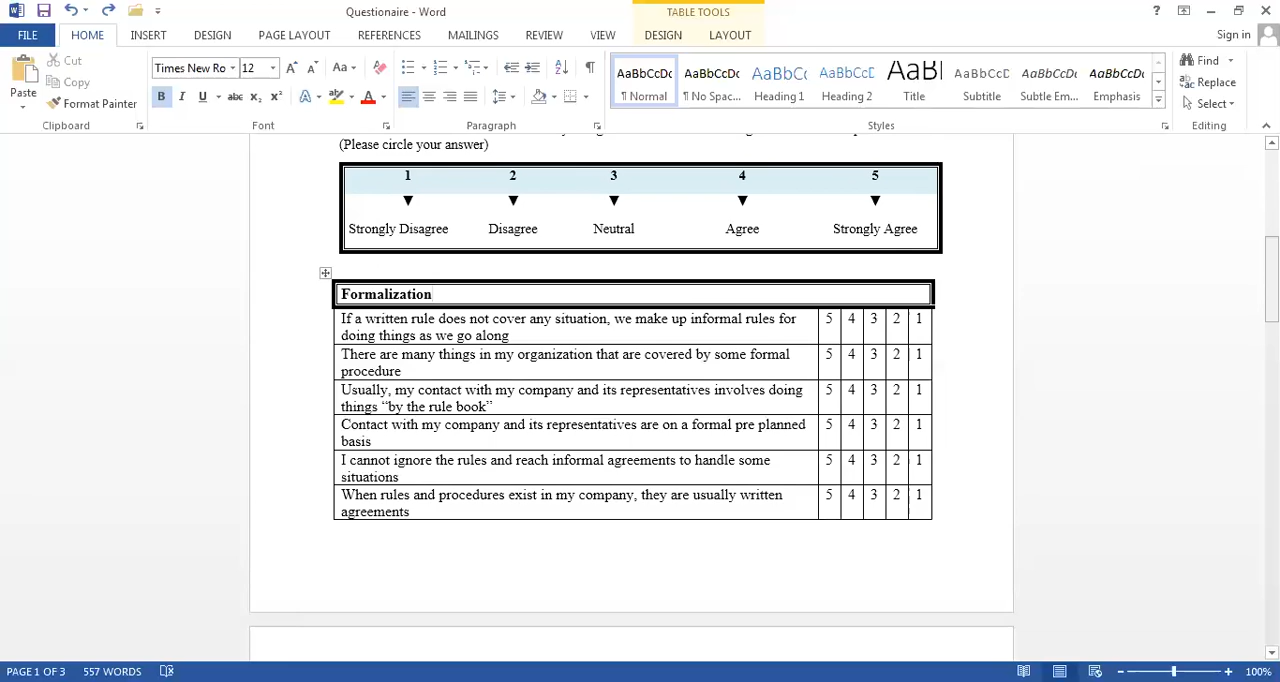 Questionaire - Word
TABLE TOOLS
?
FILE HOME INSERT DESIGN PAGE LAYOUT REFERENCES MAILINGS REVIEW VIEW DESIGN LAYOUT
Sign in
Paste
Cut
Copy
Format Painter
Clipboard
Times New Ro 12
Font
Paragraph
AaBbCcDc AaBbCcDc AaBbCc AaBbCcD AaBl AaBbCcD AaBbCcDc AaBbCcDc
¶ Normal ¶ No Spac... Heading 1 Heading 2 Title Subtitle Subtle Em... Emphasis
Styles
Find
Replace
Select
Editing
(Please circle your answer)
1 2 3 4 5
Strongly Disagree Disagree Neutral Agree Strongly Agree
Formalization
If a written rule does not cover any situation, we make up informal rules for 5 4 3 2 1
doing things as we go along
There are many things in my organization that are covered by some formal 5 4 3 2 1
procedure
Usually, my contact with my company and its representatives involves doing 5 4 3 2 1
things “by the rule book”
Contact with my company and its representatives are on a formal pre planned 5 4 3 2 1
basis
I cannot ignore the rules and reach informal agreements to handle some 5 4 3 2 1
situations
When rules and procedures exist in my company, they are usually written 5 4 3 2 1
agreements
PAGE 1 OF 3 557 WORDS
100%